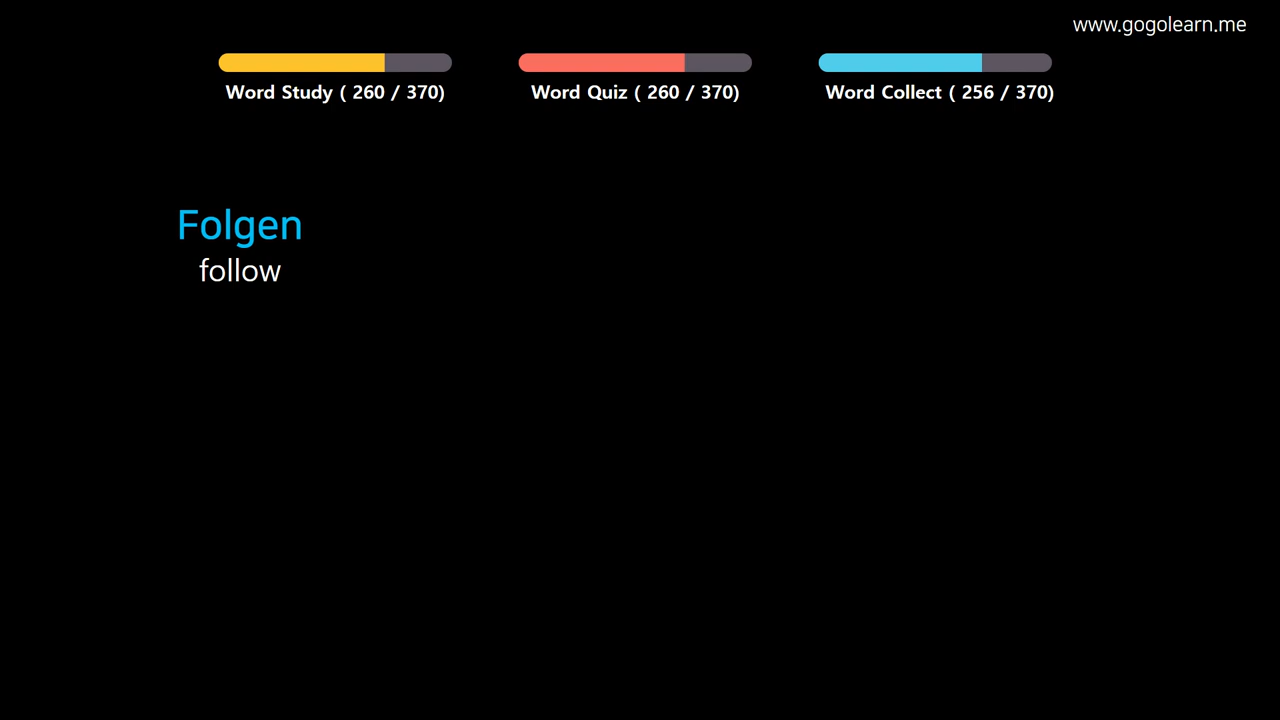 www.gogolearn.me
Word Study ( 260 / 370)
Word Quiz ( 260 / 370)
Word Collect ( 256 / 370)
Folgen
follow